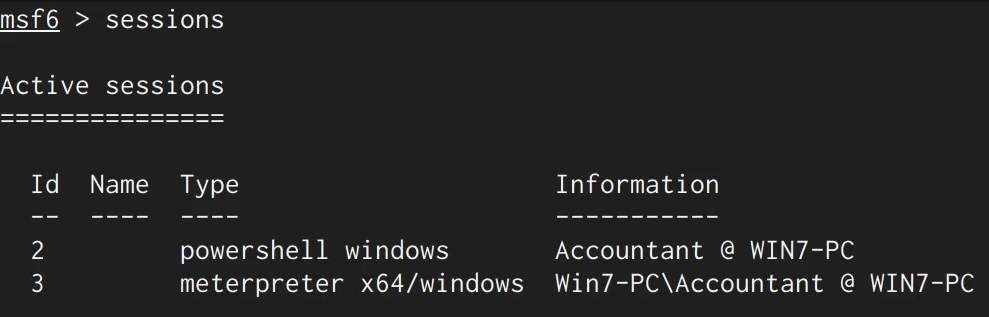 msf6 > sessions
Active sessions
===============
Id  Name  Type                   Information
--  ----  ----                   -----------
2         powershell windows     Accountant @ WIN7-PC
3         meterpreter x64/windows  Win7-PC\Accountant @ WIN7-PC